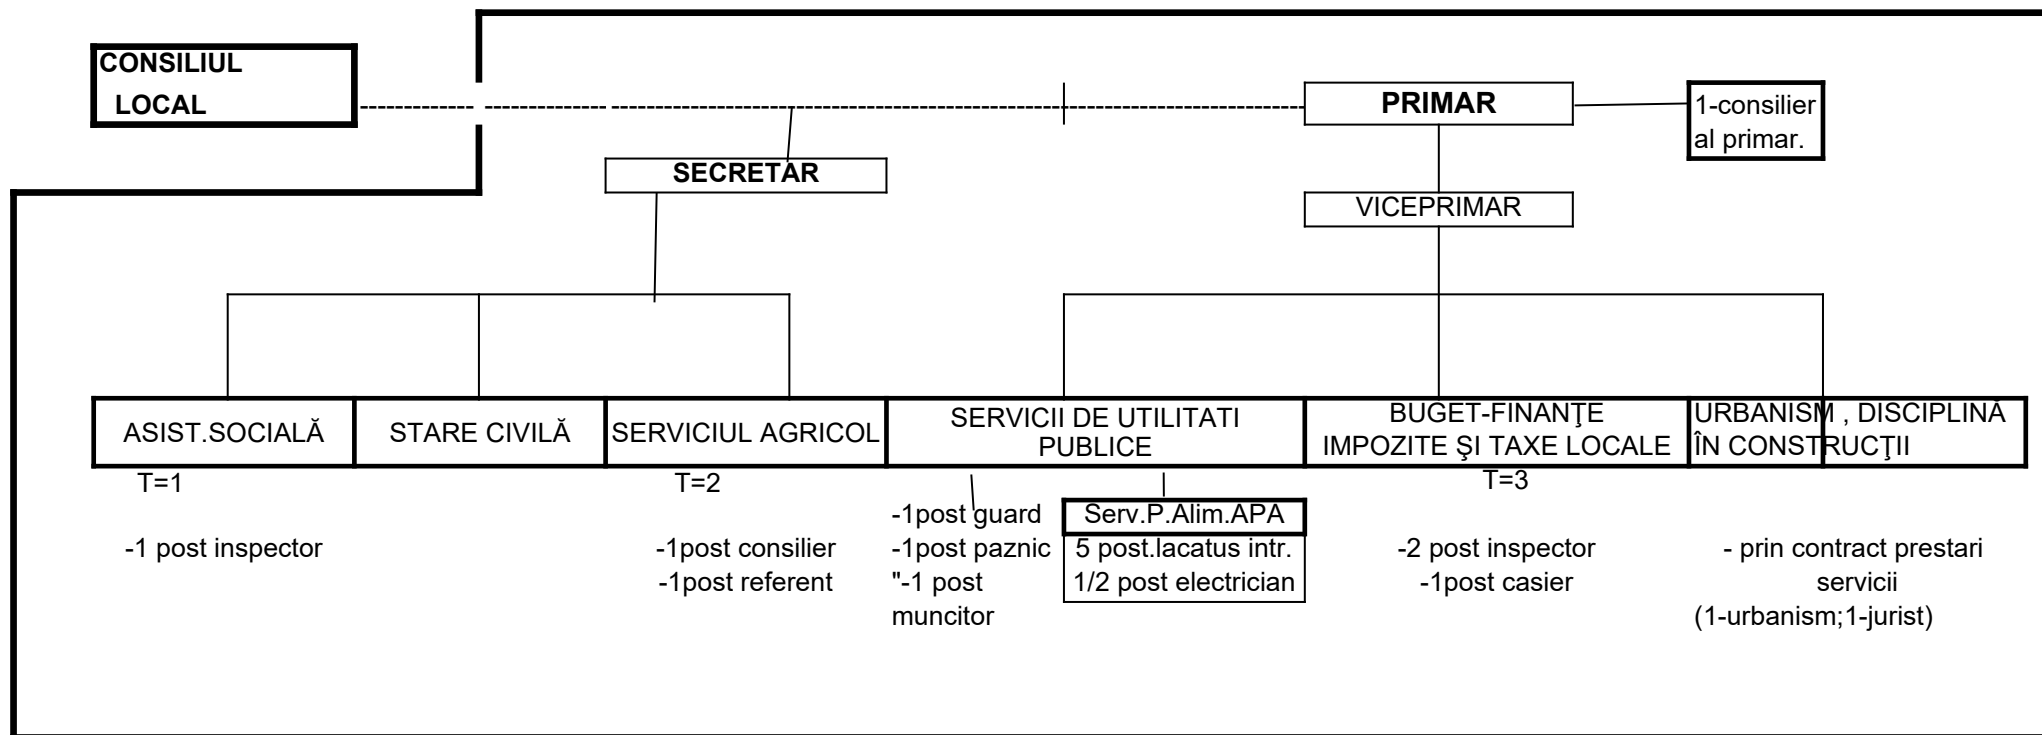 CONSILIUL
LOCAL
PRIMAR
1-consilier
al primar.
SECRETAR
VICEPRIMAR
ASIST.SOCIALĂ
STARE CIVILĂ
SERVICIUL AGRICOL
SERVICII DE UTILITATI
PUBLICE
BUGET-FINANŢE
IMPOZITE ŞI TAXE LOCALE
URBANISM , DISCIPLINĂ
ÎN CONSTRUCŢII
T=1
-1 post inspector
T=2
-1post consilier
-1post referent
-1post guard
-1post paznic
"-1 post
muncitor
Serv.P.Alim.APA
5 post.lacatus intr.
1/2 post electrician
T=3
-2 post inspector
-1post casier
- prin contract prestari
servicii
(1-urbanism;1-jurist)